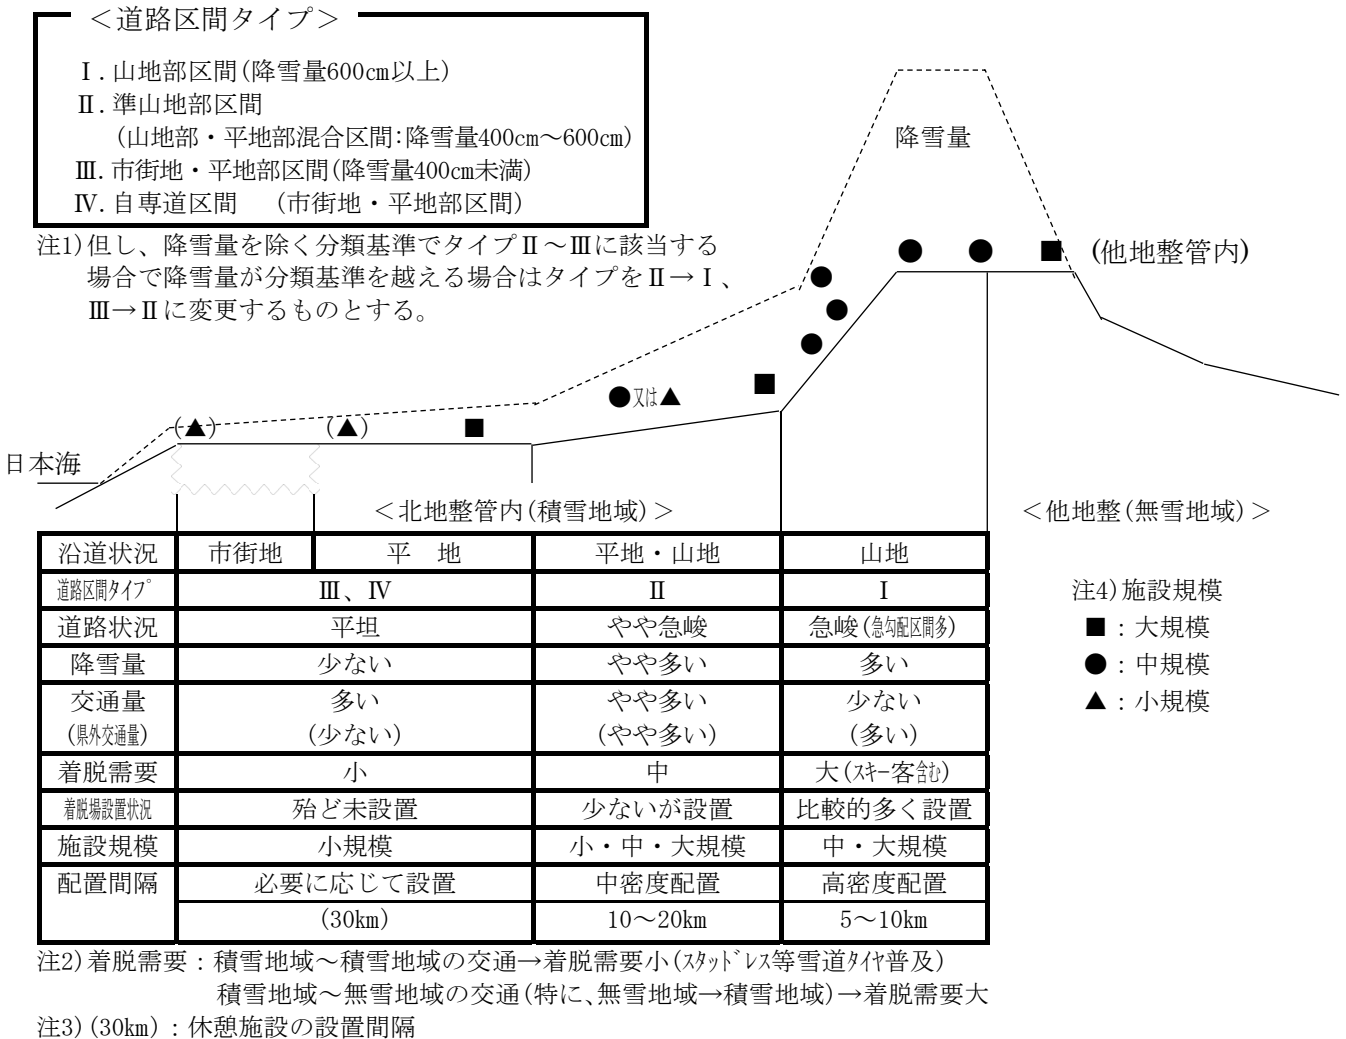 ＜道路区間タイプ＞
Ⅰ.山地部区間(降雪量600㎝以上)
Ⅱ.準山地部区間
(山地部・平地部混合区間:降雪量400㎝～600㎝)
Ⅲ.市街地・平地部区間(降雪量400㎝未満)
Ⅳ.自専道区間　(市街地・平地部区間)
注1)但し、降雪量を除く分類基準でタイプⅡ～Ⅲに該当する
場合で降雪量が分類基準を越える場合はタイプをⅡ→Ⅰ、
Ⅲ→Ⅱに変更するものとする。
降雪量
(他地整管内)
●又は▲
(▲)
(▲)
日本海
＜北地整管内(積雪地域)＞
＜他地整(無雪地域)＞
沿道状況 市街地 平　地 平地・山地 山地
道路区間タイプ Ⅲ、Ⅳ Ⅱ Ⅰ
道路状況 平坦 やや急峻 急峻(急勾配区間多)
降雪量 少ない やや多い 多い
交通量 多い やや多い 少ない
(県外交通量) (少ない) (やや多い) (多い)
着脱需要 小 中 大(スキー客含む)
着脱場設置状況 殆ど未設置 少ないが設置 比較的多く設置
施設規模 小規模 小・中・大規模 中・大規模
配置間隔 必要に応じて設置 中密度配置 高密度配置
(30㎞) 10～20㎞ 5～10㎞
注4)施設規模
■：大規模
●：中規模
▲：小規模
注2)着脱需要：積雪地域～積雪地域の交通→着脱需要小(スタッドレス等雪道タイヤ普及)
積雪地域～無雪地域の交通(特に、無雪地域→積雪地域)→着脱需要大
注3)(30㎞)：休憩施設の設置間隔